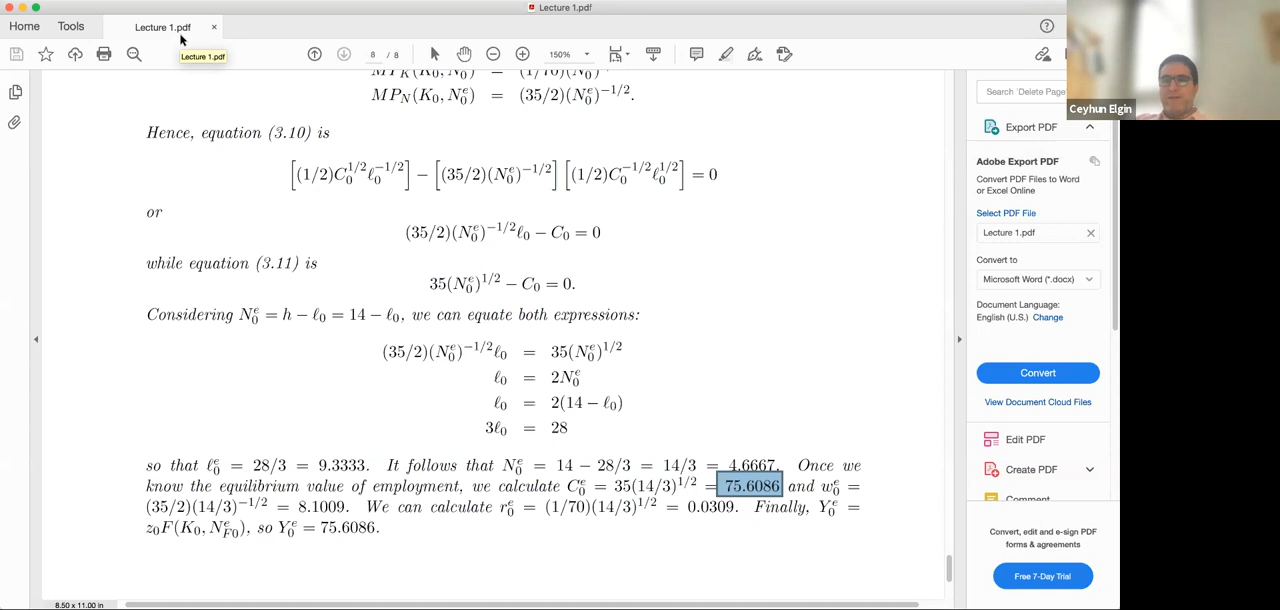 Lecture 1.pdf
Home
Tools
Lecture 1.pdf
×
Lecture 1.pdf
8 / 8
150%
Ceyhun Elgin
Search 'Delete Page
MP_K(K_0, N_0^e) = (1/70)(N_0^e)
MP_N(K_0, N_0^e) = (35/2)(N_0^e)^{-1/2}.
Hence, equation (3.10) is
[(1/2)C_0^{1/2}ℓ_0^{-1/2}] − [(35/2)(N_0^e)^{-1/2}] [(1/2)C_0^{-1/2}ℓ_0^{1/2}] = 0
or
(35/2)(N_0^e)^{-1/2}ℓ_0 − C_0 = 0
while equation (3.11) is
35(N_0^e)^{1/2} − C_0 = 0.
Considering N_0^e = h − ℓ_0 = 14 − ℓ_0, we can equate both expressions:
(35/2)(N_0^e)^{-1/2}ℓ_0 = 35(N_0^e)^{1/2}
ℓ_0 = 2N_0^e
ℓ_0 = 2(14 − ℓ_0)
3ℓ_0 = 28
so that ℓ_0^e = 28/3 = 9.3333. It follows that N_0^e = 14 − 28/3 = 14/3 = 4.6667. Once we
know the equilibrium value of employment, we calculate C_0^e = 35(14/3)^{1/2} = 75.6086 and w_0^e =
(35/2)(14/3)^{-1/2} = 8.1009. We can calculate r_0^e = (1/70)(14/3)^{1/2} = 0.0309. Finally, Y_0^e =
z_0F(K_0, N_{F0}^e), so Y_0^e = 75.6086.
8.50 x 11.00 in
Export PDF
Adobe Export PDF
Convert PDF Files to Word
or Excel Online
Select PDF File
Lecture 1.pdf
Convert to
Microsoft Word (*.docx)
Document Language:
English (U.S.) Change
Convert
View Document Cloud Files
Edit PDF
Create PDF
Comment
Convert, edit and e-sign PDF
forms & agreements
Free 7-Day Trial